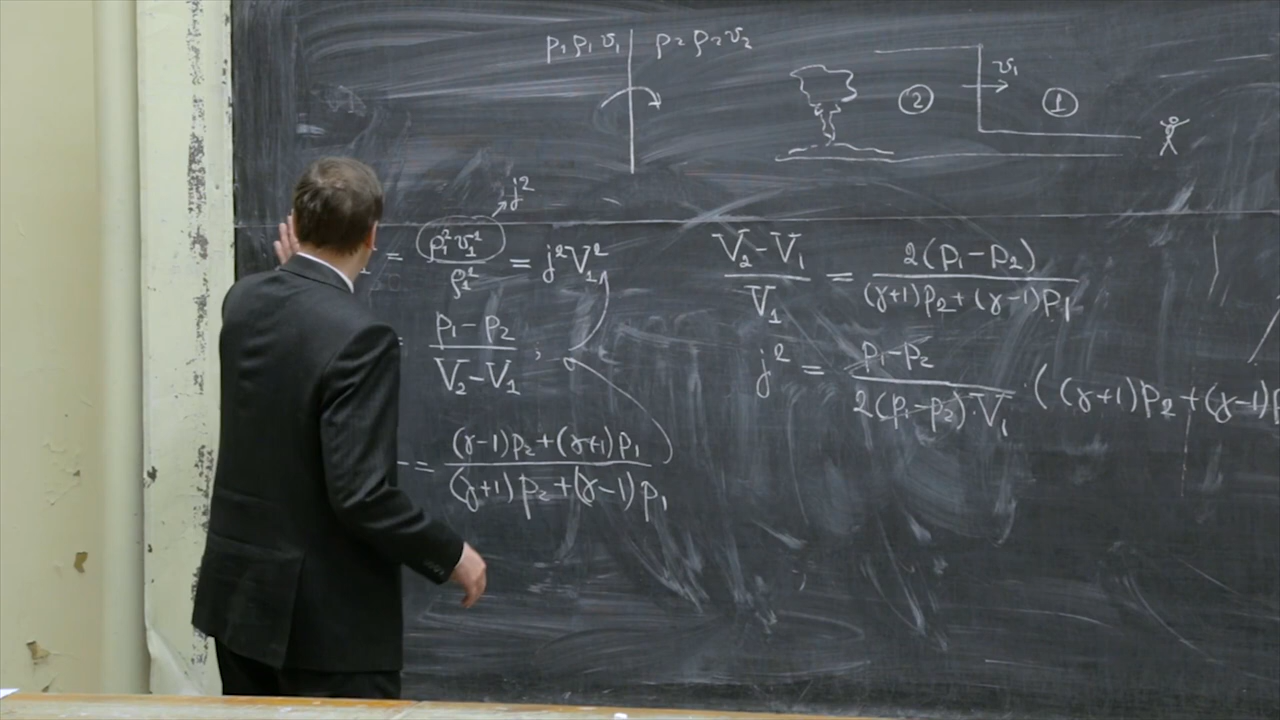 p₁ ρ₁ v₁ | p₂ ρ₂ v₂
v₁
② ①
j²
= ρ₁²v₁²/ρ₁² = j²V₁²
= (p₁-p₂)/(V₂-V₁) ;
= ((γ-1)p₂+(γ+1)p₁)/((γ+1)p₂+(γ-1)p₁)
(V₂-V₁)/V₁ = 2(p₁-p₂)/((γ+1)p₂+(γ-1)p₁)
j² = (p₁-p₂)/(2(p₁-p₂)·V₁) · ((γ+1)p₂+(γ-1)p